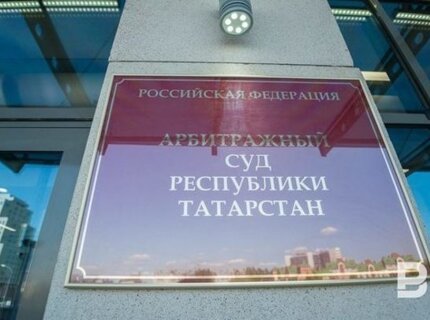 РОССИЙСКАЯ ФЕДЕРАЦИЯ
АРБИТРАЖНЫЙ
СУД
РЕСПУБЛИКИ
ТАТАРСТАН